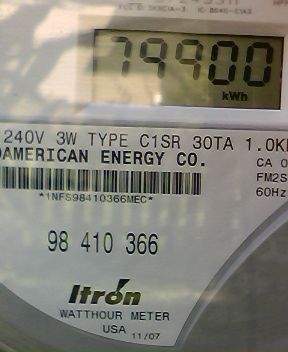 79900
kWh
240V 3W TYPE C1SR 30TA 1.0K
AMERICAN ENERGY CO.
CA 0
FM2S
60Hz
*1NFS98410366MEC*
98 410 366
Itrón
WATTHOUR METER
USA 11/07